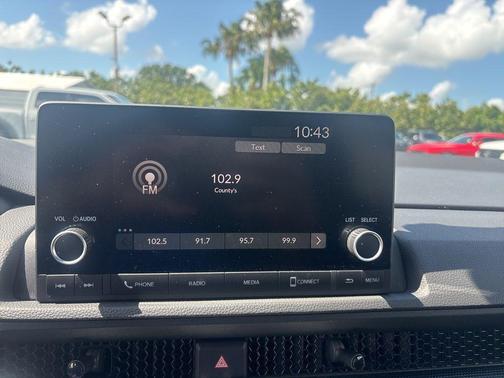 10:43
Text Scan
FM
102.9
County's
VOL AUDIO
LIST SELECT
102.5 91.7 95.7 99.9
PHONE RADIO MEDIA CONNECT MENU